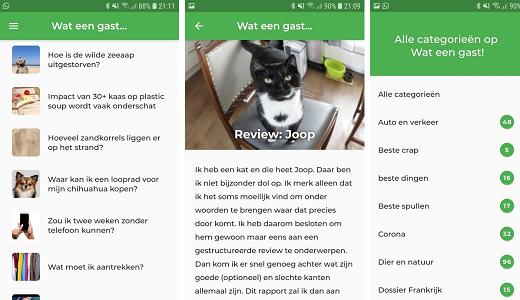 88% 21:11
Wat een gast...
Hoe is de wilde zeeaap
uitgestorven?
Impact van 30+ kaas op plastic
soup wordt vaak onderschat
Hoeveel zandkorrels liggen er
op het strand?
Waar kan ik een looprad voor
mijn chihuahua kopen?
Zou ik twee weken zonder
telefoon kunnen?
Wat moet ik aantrekken?
86% 21:09
Wat een gast...
Review: Joop
Ik heb een kat en die heet Joop. Daar ben
ik niet bijzonder dol op. Ik merk alleen dat
ik het soms moeilijk vind om onder
woorden te brengen waar dat precies
door komt. Ik heb daarom besloten om
hem gewoon maar eens aan een
gestructureerde review te onderwerpen.
Dan kom ik er snel genoeg achter wat zijn
goede (optioneel) en slechte kanten
allemaal zijn. Dit rapport zal ik dan aan
90% 20:57
Alle categorieën op
Wat een gast!
Alle categorieën
Auto en verkeer 48
Beste crap 5
beste dingen 16
Beste spullen 17
Corona 32
Dier en natuur 96
Dossier Frankrijk 15